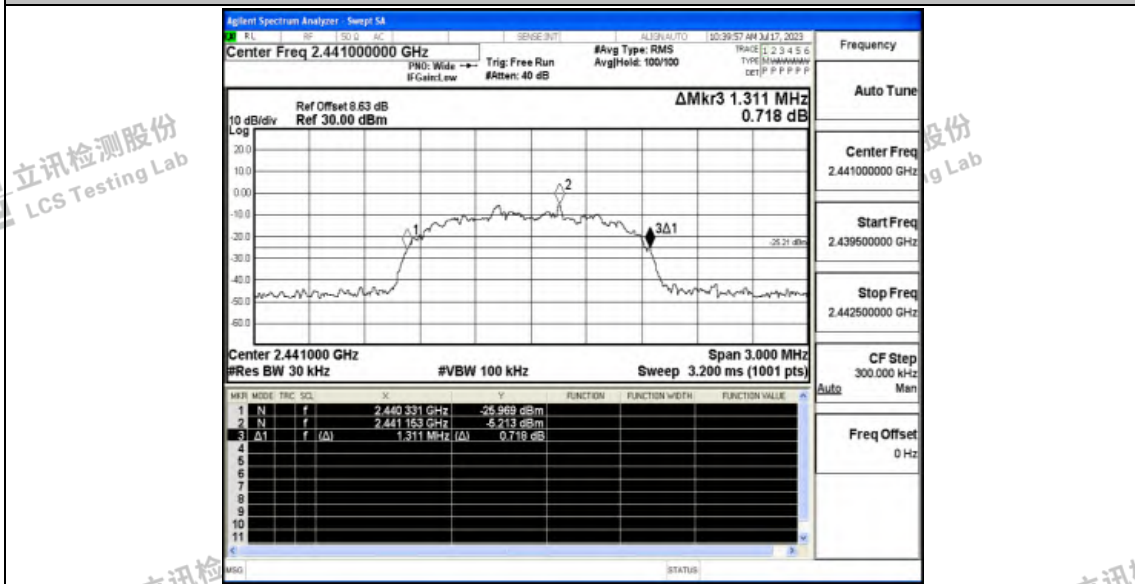 Agilent Spectrum Analyzer - Swept SA
RL RF 50 Ω AC SENSE:INT ALIGNAUTO 10:39:57 AM Jul 17, 2023
Center Freq 2.441000000 GHz
PNO: Wide
IFGain:Low
Trig: Free Run
#Atten: 40 dB
#Avg Type: RMS
Avg|Hold: 100/100
TRACE 1 2 3 4 5 6
TYPE M
DET P P P P P P
Frequency
Auto Tune
Center Freq
2.441000000 GHz
Start Freq
2.439500000 GHz
Stop Freq
2.442500000 GHz
CF Step
300.000 kHz
Auto Man
Freq Offset
0 Hz
ΔMkr3 1.311 MHz
0.718 dB
Ref Offset 8.63 dB
10 dB/div Ref 30.00 dBm
Log
20.0
10.0
0.00
-10.0
-20.0
-30.0
-40.0
-50.0
-60.0
1
2
3Δ1
-25.21 dBm
Center 2.441000 GHz Span 3.000 MHz
#Res BW 30 kHz #VBW 100 kHz Sweep 3.200 ms (1001 pts)
MKR MODE TRC SCL X Y FUNCTION FUNCTION WIDTH FUNCTION VALUE
1 N f 2.440 331 GHz -25.969 dBm
2 N f 2.441 153 GHz -5.213 dBm
3 Δ1 f (Δ) 1.311 MHz (Δ) 0.718 dB
4
5
6
7
8
9
10
11
MSG STATUS
立讯检测股份
LCS Testing Lab
股份
g Lab
立讯检
立讯